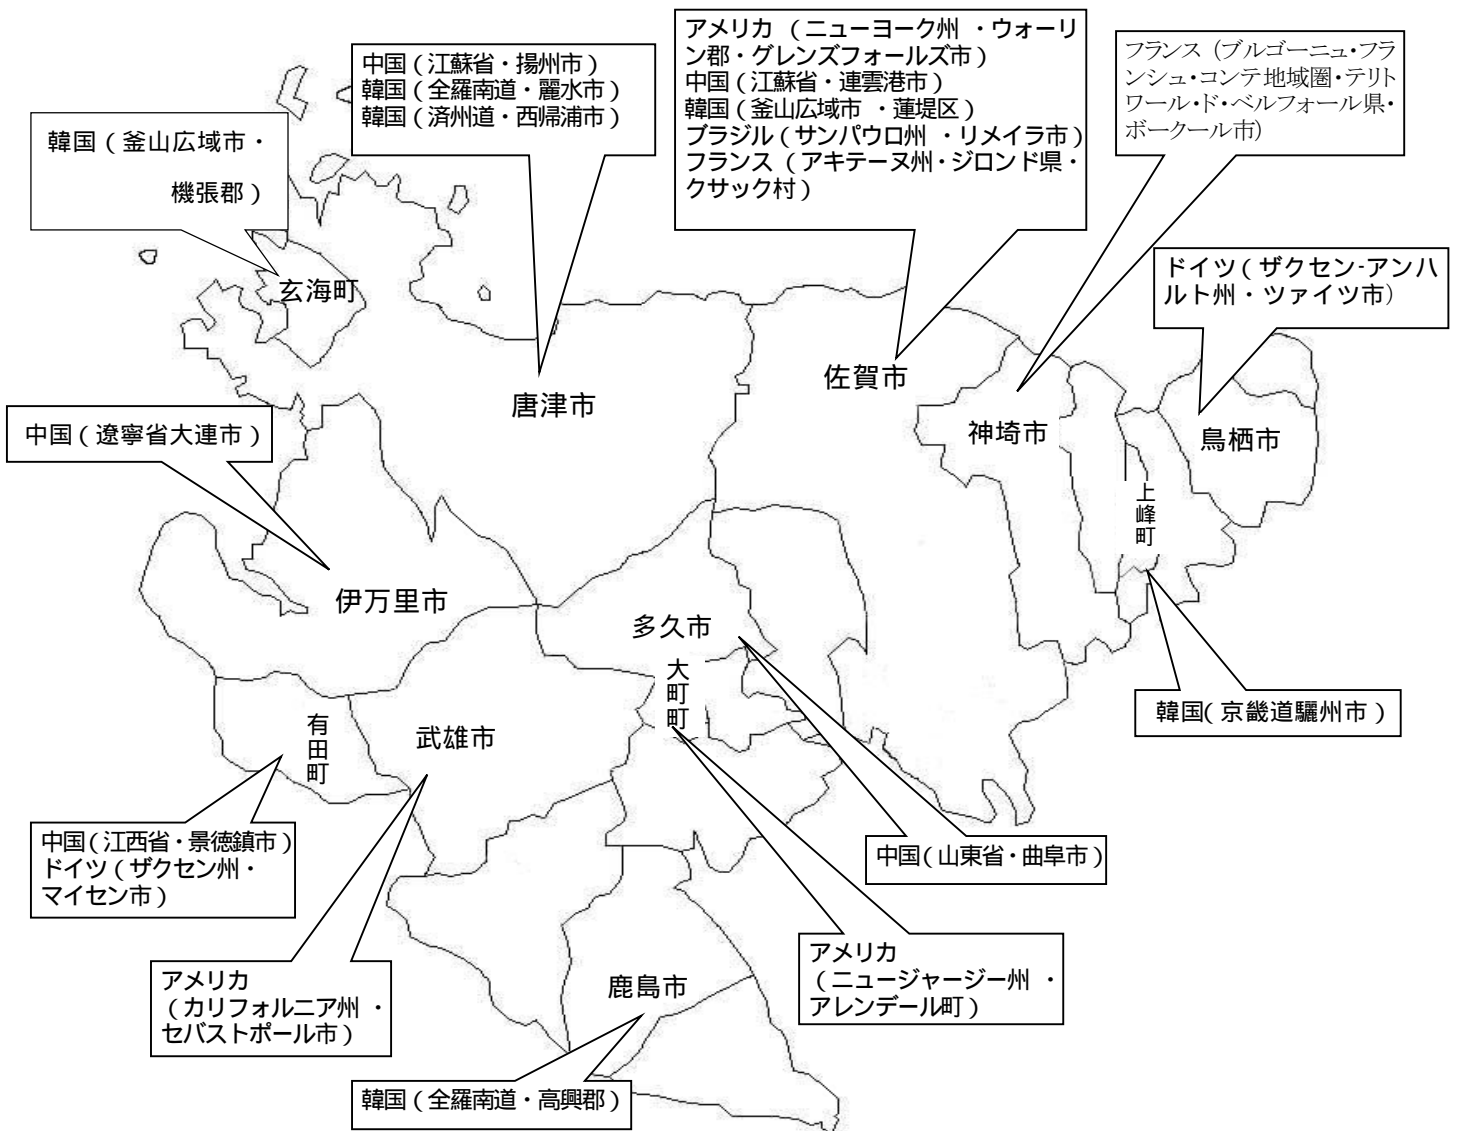 アメリカ （ニューヨーク州 ・ウォーリ
ン郡・グレンズフォールズ市）
中国（江蘇省・連雲港市）
韓国（釜山広域市 ・蓮堤区）
ブラジル（サンパウロ州 ・リメイラ市）
フランス （アキテーヌ州・ジロンド県・
クサック村）
フランス（ブルゴーニュ・フラ
ンシュ・コンテ地域圏・テリト
ワール・ド・ベルフォール県・
ボークール市）
中国（江蘇省・揚州市）
韓国（全羅南道・麗水市）
韓国（済州道・西帰浦市）
韓国（釜山広域市・
機張郡）
ドイツ（ザクセン-アンハ
ルト州・ツァイツ市）
玄海町
唐津市
佐賀市
神埼市
鳥栖市
上峰町
中国（遼寧省大連市）
伊万里市
多久市
大町町
有田町
武雄市
韓国（京畿道驪州市）
中国（江西省・景徳鎮市）
ドイツ（ザクセン州・
マイセン市）
中国（山東省・曲阜市）
アメリカ
（カリフォルニア州 ・
セバストポール市）
鹿島市
アメリカ
（ニュージャージー州 ・
アレンデール町）
韓国（全羅南道・高興郡）